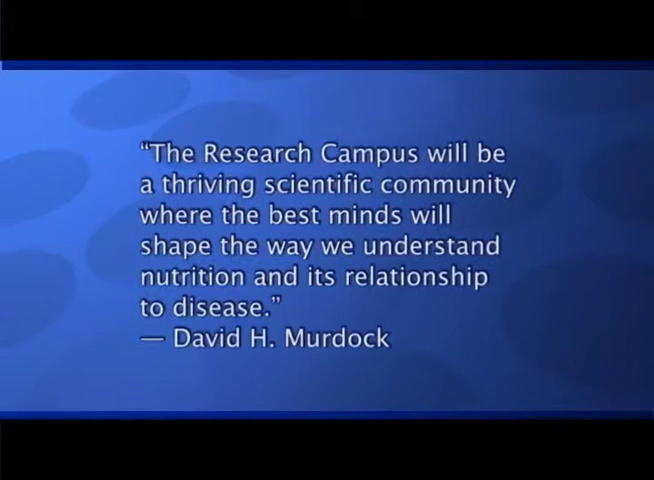 “The Research Campus will be
a thriving scientific community
where the best minds will
shape the way we understand
nutrition and its relationship
to disease.”
— David H. Murdock